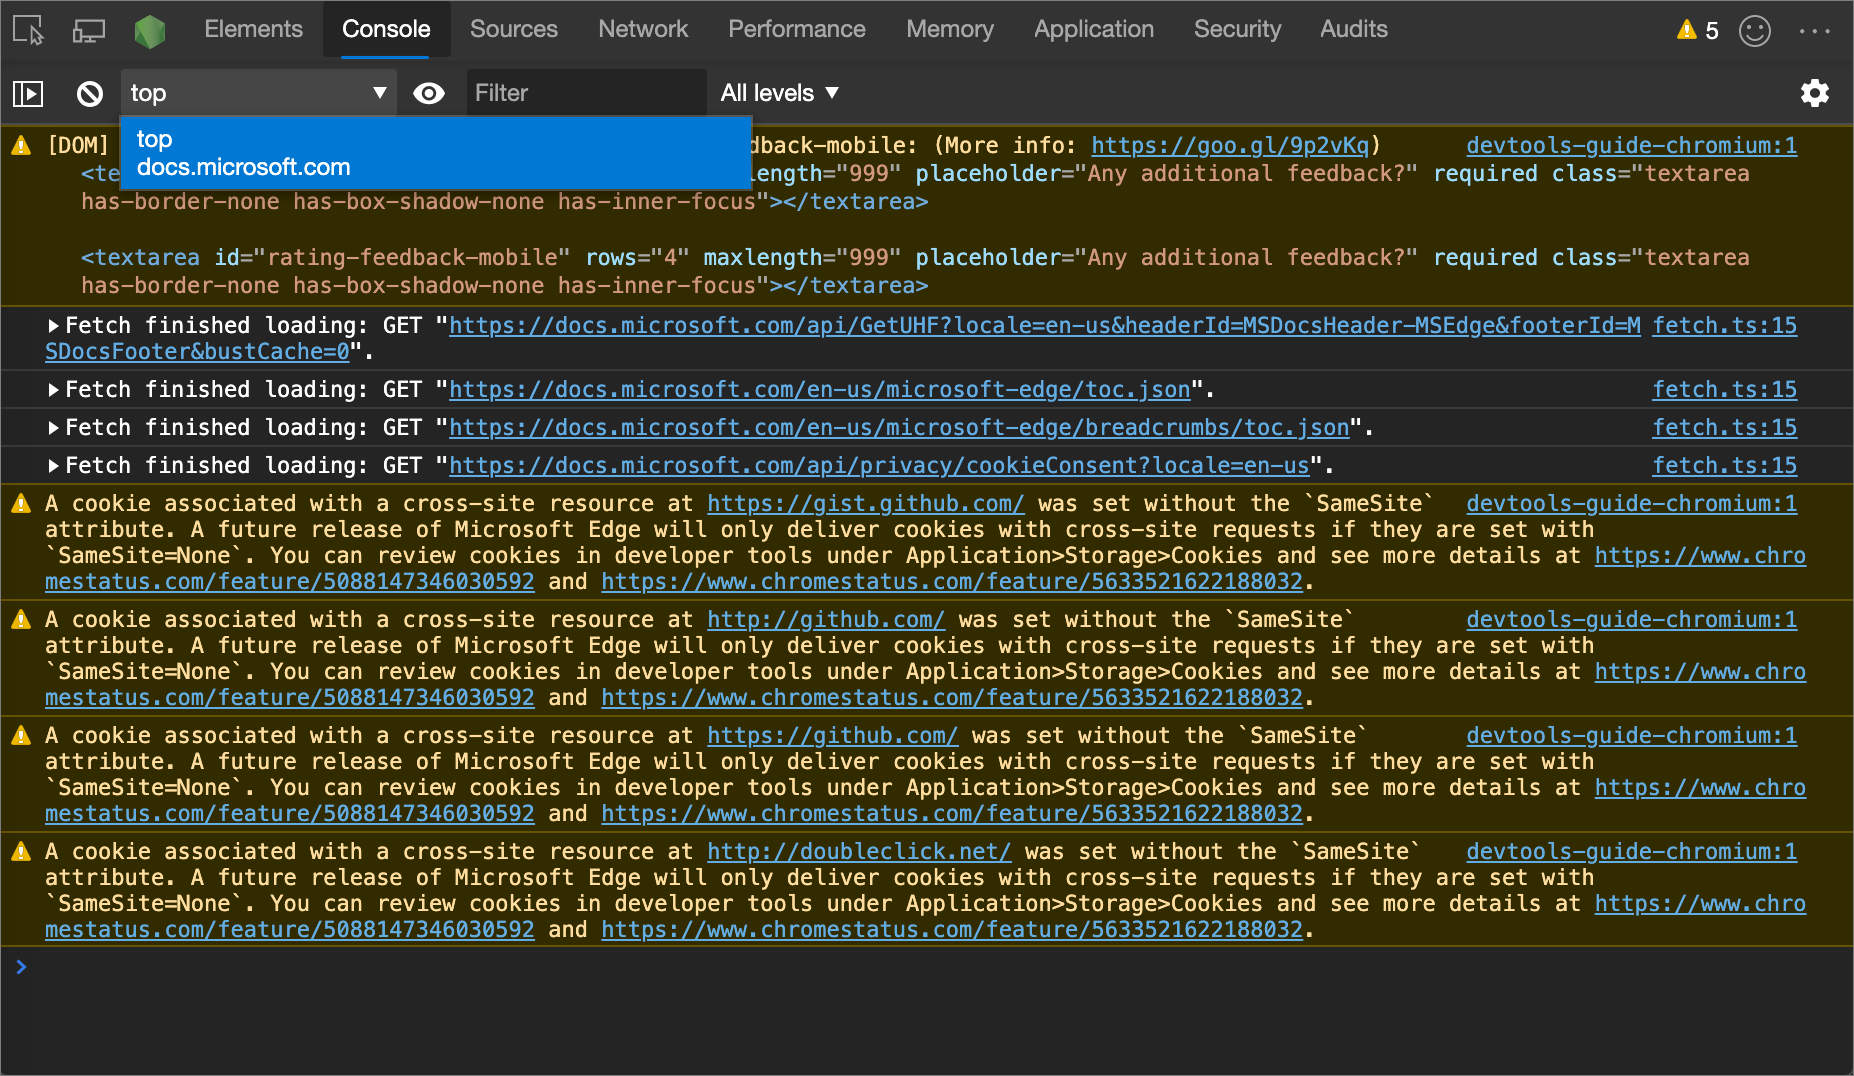 Elements Console Sources Network Performance Memory Application Security Audits 5
top Filter All levels
top
docs.microsoft.com
[DOM] dback-mobile: (More info: https://goo.gl/9p2vKq) devtools-guide-chromium:1
<te length="999" placeholder="Any additional feedback?" required class="textarea
has-border-none has-box-shadow-none has-inner-focus"></textarea>
<textarea id="rating-feedback-mobile" rows="4" maxlength="999" placeholder="Any additional feedback?" required class="textarea
has-border-none has-box-shadow-none has-inner-focus"></textarea>
Fetch finished loading: GET "https://docs.microsoft.com/api/GetUHF?locale=en-us&headerId=MSDocsHeader-MSEdge&footerId=M fetch.ts:15
SDocsFooter&bustCache=0".
Fetch finished loading: GET "https://docs.microsoft.com/en-us/microsoft-edge/toc.json". fetch.ts:15
Fetch finished loading: GET "https://docs.microsoft.com/en-us/microsoft-edge/breadcrumbs/toc.json". fetch.ts:15
Fetch finished loading: GET "https://docs.microsoft.com/api/privacy/cookieConsent?locale=en-us". fetch.ts:15
A cookie associated with a cross-site resource at https://gist.github.com/ was set without the `SameSite` devtools-guide-chromium:1
attribute. A future release of Microsoft Edge will only deliver cookies with cross-site requests if they are set with
`SameSite=None`. You can review cookies in developer tools under Application>Storage>Cookies and see more details at https://www.chro
mestatus.com/feature/5088147346030592 and https://www.chromestatus.com/feature/5633521622188032.
A cookie associated with a cross-site resource at http://github.com/ was set without the `SameSite` devtools-guide-chromium:1
attribute. A future release of Microsoft Edge will only deliver cookies with cross-site requests if they are set with
`SameSite=None`. You can review cookies in developer tools under Application>Storage>Cookies and see more details at https://www.chro
mestatus.com/feature/5088147346030592 and https://www.chromestatus.com/feature/5633521622188032.
A cookie associated with a cross-site resource at https://github.com/ was set without the `SameSite` devtools-guide-chromium:1
attribute. A future release of Microsoft Edge will only deliver cookies with cross-site requests if they are set with
`SameSite=None`. You can review cookies in developer tools under Application>Storage>Cookies and see more details at https://www.chro
mestatus.com/feature/5088147346030592 and https://www.chromestatus.com/feature/5633521622188032.
A cookie associated with a cross-site resource at http://doubleclick.net/ was set without the `SameSite` devtools-guide-chromium:1
attribute. A future release of Microsoft Edge will only deliver cookies with cross-site requests if they are set with
`SameSite=None`. You can review cookies in developer tools under Application>Storage>Cookies and see more details at https://www.chro
mestatus.com/feature/5088147346030592 and https://www.chromestatus.com/feature/5633521622188032.